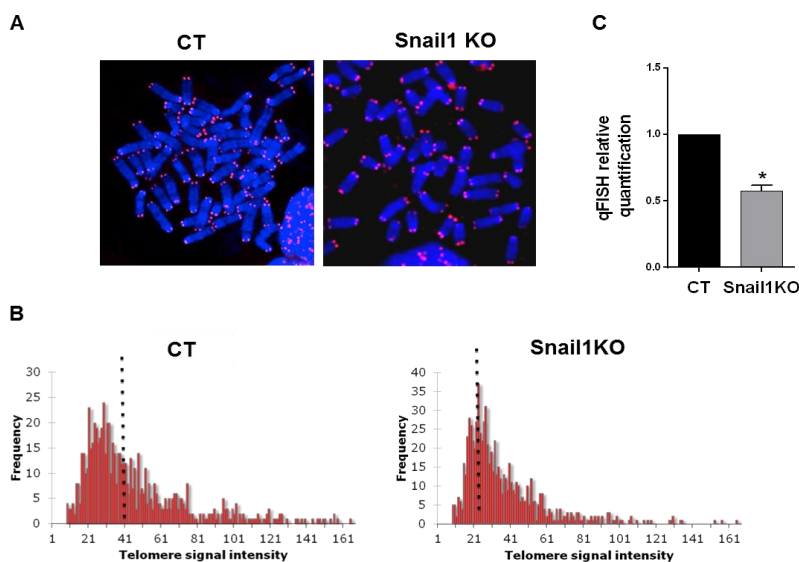 A
CT
Snail1 KO
C
1.5
1.0
0.5
0.0
qFISH relative
quantification
*
CT
Snail1KO
B
CT
30
25
20
15
10
5
0
Frequency
1 21 41 61 81 101 121 141 161
Telomere signal intensity
Snail1KO
40
35
30
25
20
15
10
5
0
Frequency
1 21 41 61 81 101 121 141 161
Telomere signal intensity